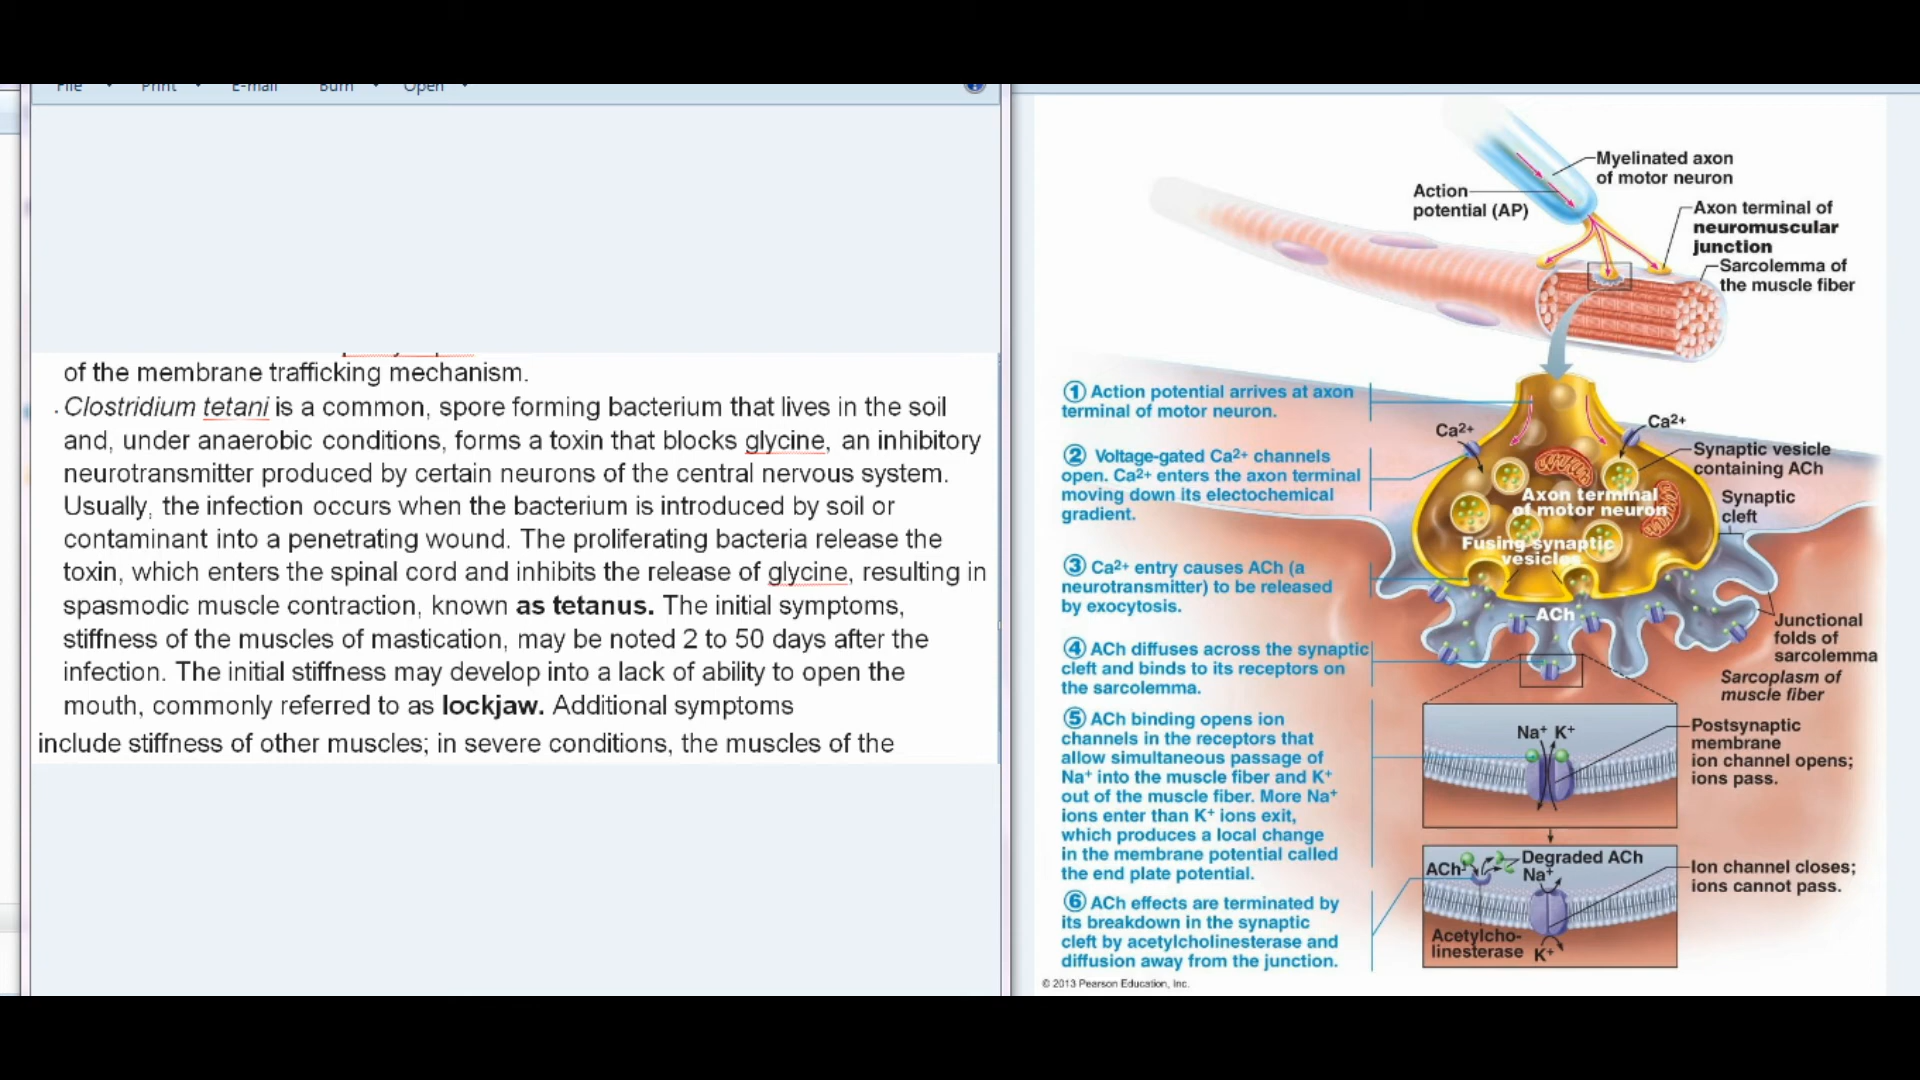 File Print E-mail Burn Open
of the membrane trafficking mechanism.
Clostridium tetani is a common, spore forming bacterium that lives in the soil
and, under anaerobic conditions, forms a toxin that blocks glycine, an inhibitory
neurotransmitter produced by certain neurons of the central nervous system.
Usually, the infection occurs when the bacterium is introduced by soil or
contaminant into a penetrating wound. The proliferating bacteria release the
toxin, which enters the spinal cord and inhibits the release of glycine, resulting in
spasmodic muscle contraction, known as tetanus. The initial symptoms,
stiffness of the muscles of mastication, may be noted 2 to 50 days after the
infection. The initial stiffness may develop into a lack of ability to open the
mouth, commonly referred to as lockjaw. Additional symptoms
include stiffness of other muscles; in severe conditions, the muscles of the
Myelinated axon
of motor neuron
Action
potential (AP)
Axon terminal of
neuromuscular
junction
Sarcolemma of
the muscle fiber
① Action potential arrives at axon
terminal of motor neuron.
② Voltage-gated Ca²⁺ channels
open. Ca²⁺ enters the axon terminal
moving down its electochemical
gradient.
③ Ca²⁺ entry causes ACh (a
neurotransmitter) to be released
by exocytosis.
④ ACh diffuses across the synaptic
cleft and binds to its receptors on
the sarcolemma.
⑤ ACh binding opens ion
channels in the receptors that
allow simultaneous passage of
Na⁺ into the muscle fiber and K⁺
out of the muscle fiber. More Na⁺
ions enter than K⁺ ions exit,
which produces a local change
in the membrane potential called
the end plate potential.
⑥ ACh effects are terminated by
its breakdown in the synaptic
cleft by acetylcholinesterase and
diffusion away from the junction.
Ca²⁺
Ca²⁺
Synaptic vesicle
containing ACh
Synaptic
cleft
Axon terminal
of motor neuron
Fusing synaptic
vesicles
ACh
Junctional
folds of
sarcolemma
Sarcoplasm of
muscle fiber
Na⁺ K⁺
Postsynaptic
membrane
ion channel opens;
ions pass.
ACh
Degraded ACh
Na⁺
Ion channel closes;
ions cannot pass.
Acetylcho-
linesterase
K⁺
© 2013 Pearson Education, Inc.